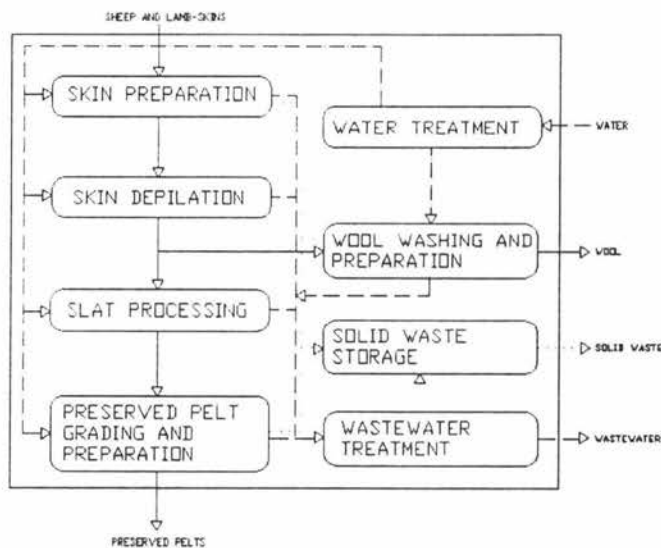 SHEEP AND LAMB-SKINS
SKIN PREPARATION
WATER TREATMENT
WATER
SKIN DEPILATION
WOOL WASHING AND
PREPARATION
WOOL
SLAT PROCESSING
SOLID WASTE
STORAGE
SOLID WASTE
PRESERVED PELT
GRADING AND
PREPARATION
WASTEWATER
TREATMENT
WASTEWATER
PRESERVED PELTS